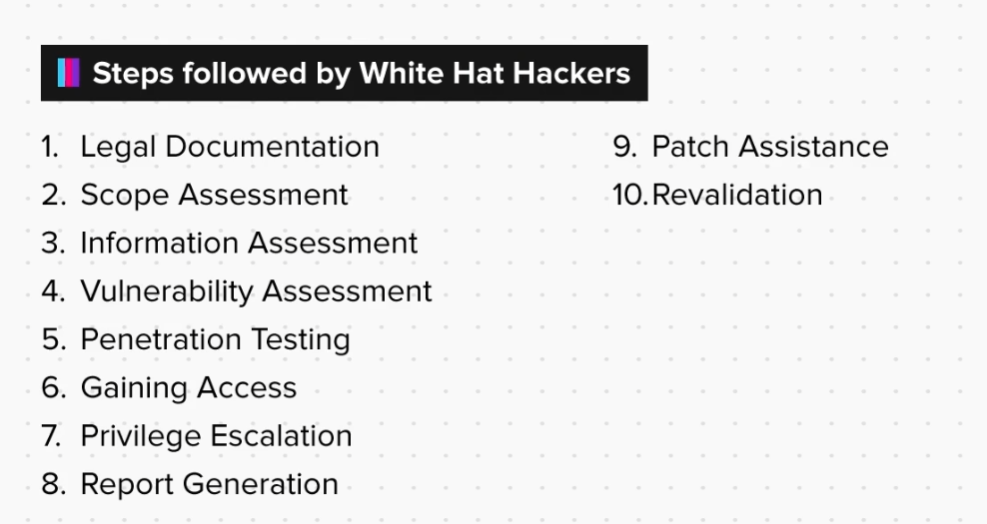 Steps followed by White Hat Hackers
1. Legal Documentation
2. Scope Assessment
3. Information Assessment
4. Vulnerability Assessment
5. Penetration Testing
6. Gaining Access
7. Privilege Escalation
8. Report Generation
9. Patch Assistance
10. Revalidation